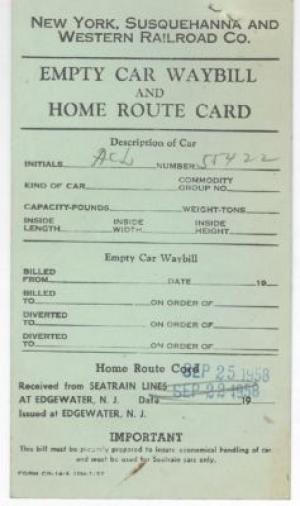 NEW YORK, SUSQUEHANNA AND
WESTERN RAILROAD CO.
EMPTY CAR WAYBILL
AND
HOME ROUTE CARD
Description of Car
INITIALS ACL NUMBER 55422
KIND OF CAR COMMODITY GROUP NO.
CAPACITY-POUNDS WEIGHT-TONS
INSIDE LENGTH INSIDE WIDTH INSIDE HEIGHT
Empty Car Waybill
BILLED FROM DATE 19
BILLED TO ON ORDER OF
DIVERTED TO ON ORDER OF
DIVERTED TO ON ORDER OF
Home Route Card SEP 25 1958
Received from SEATRAIN LINES SEP 22 1958
AT EDGEWATER, N. J. Date 19
Issued at EDGEWATER, N. J.
IMPORTANT
This bill must be properly prepared to insure economical handling of car
and must be used for Seatrain cars only.